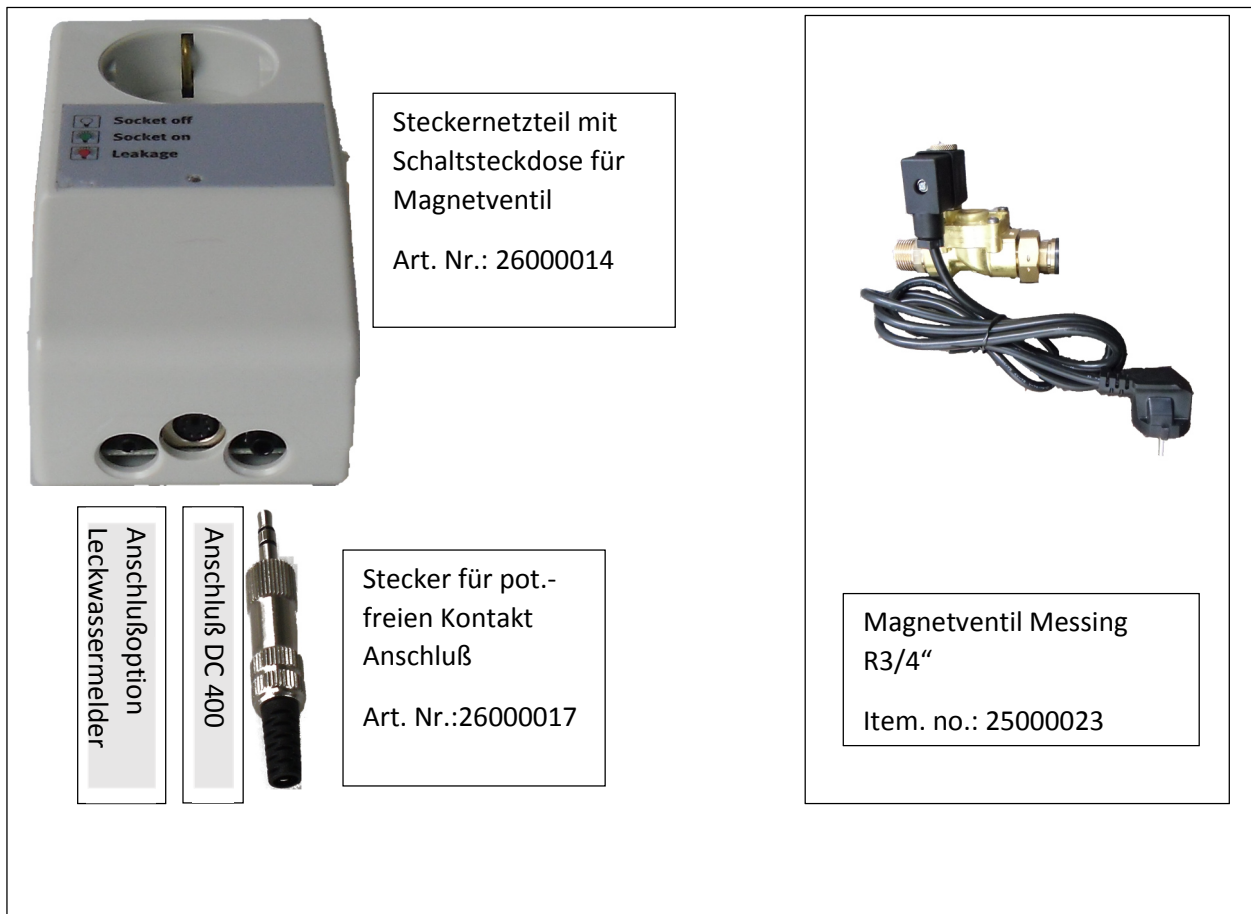 Socket off
Socket on
Leakage
Steckernetzteil mit
Schaltsteckdose für
Magnetventil
Art. Nr.: 26000014
Anschlußoption
Leckwassermelder
Anschluß DC 400
Stecker für pot.-
freien Kontakt
Anschluß
Art. Nr.:26000017
Magnetventil Messing
R3/4“
Item. no.: 25000023